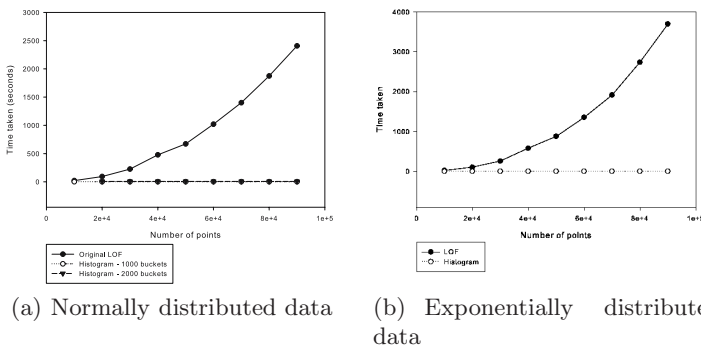 3000
2500
2000
1500
1000
500
0
Time taken (seconds)
0 2e+4 4e+4 6e+4 8e+4 1e+5
Number of points
Original LOF
Histogram - 1000 buckets
Histogram - 2000 buckets
(a) Normally distributed data
4000
3000
2000
1000
0
Time taken
0 2e+4 4e+4 6e+4 8e+4 1e+
Number of points
LOF
Histogram
(b) Exponentially distribute
data